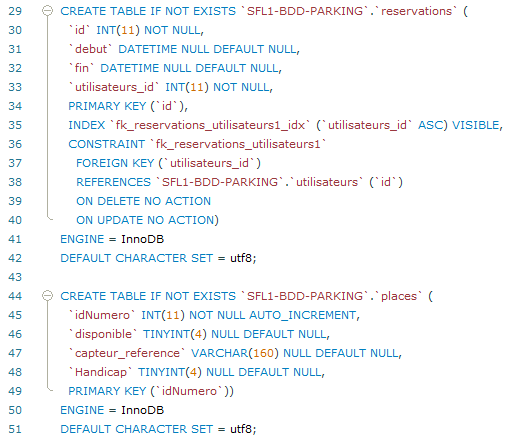 29 CREATE TABLE IF NOT EXISTS `SFL1-BDD-PARKING`.`reservations` (
30 `id` INT(11) NOT NULL,
31 `debut` DATETIME NULL DEFAULT NULL,
32 `fin` DATETIME NULL DEFAULT NULL,
33 `utilisateurs_id` INT(11) NOT NULL,
34 PRIMARY KEY (`id`),
35 INDEX `fk_reservations_utilisateurs1_idx` (`utilisateurs_id` ASC) VISIBLE,
36 CONSTRAINT `fk_reservations_utilisateurs1`
37 FOREIGN KEY (`utilisateurs_id`)
38 REFERENCES `SFL1-BDD-PARKING`.`utilisateurs` (`id`)
39 ON DELETE NO ACTION
40 ON UPDATE NO ACTION)
41 ENGINE = InnoDB
42 DEFAULT CHARACTER SET = utf8;
43
44 CREATE TABLE IF NOT EXISTS `SFL1-BDD-PARKING`.`places` (
45 `idNumero` INT(11) NOT NULL AUTO_INCREMENT,
46 `disponible` TINYINT(4) NULL DEFAULT NULL,
47 `capteur_reference` VARCHAR(160) NULL DEFAULT NULL,
48 `Handicap` TINYINT(4) NULL DEFAULT NULL,
49 PRIMARY KEY (`idNumero`))
50 ENGINE = InnoDB
51 DEFAULT CHARACTER SET = utf8;